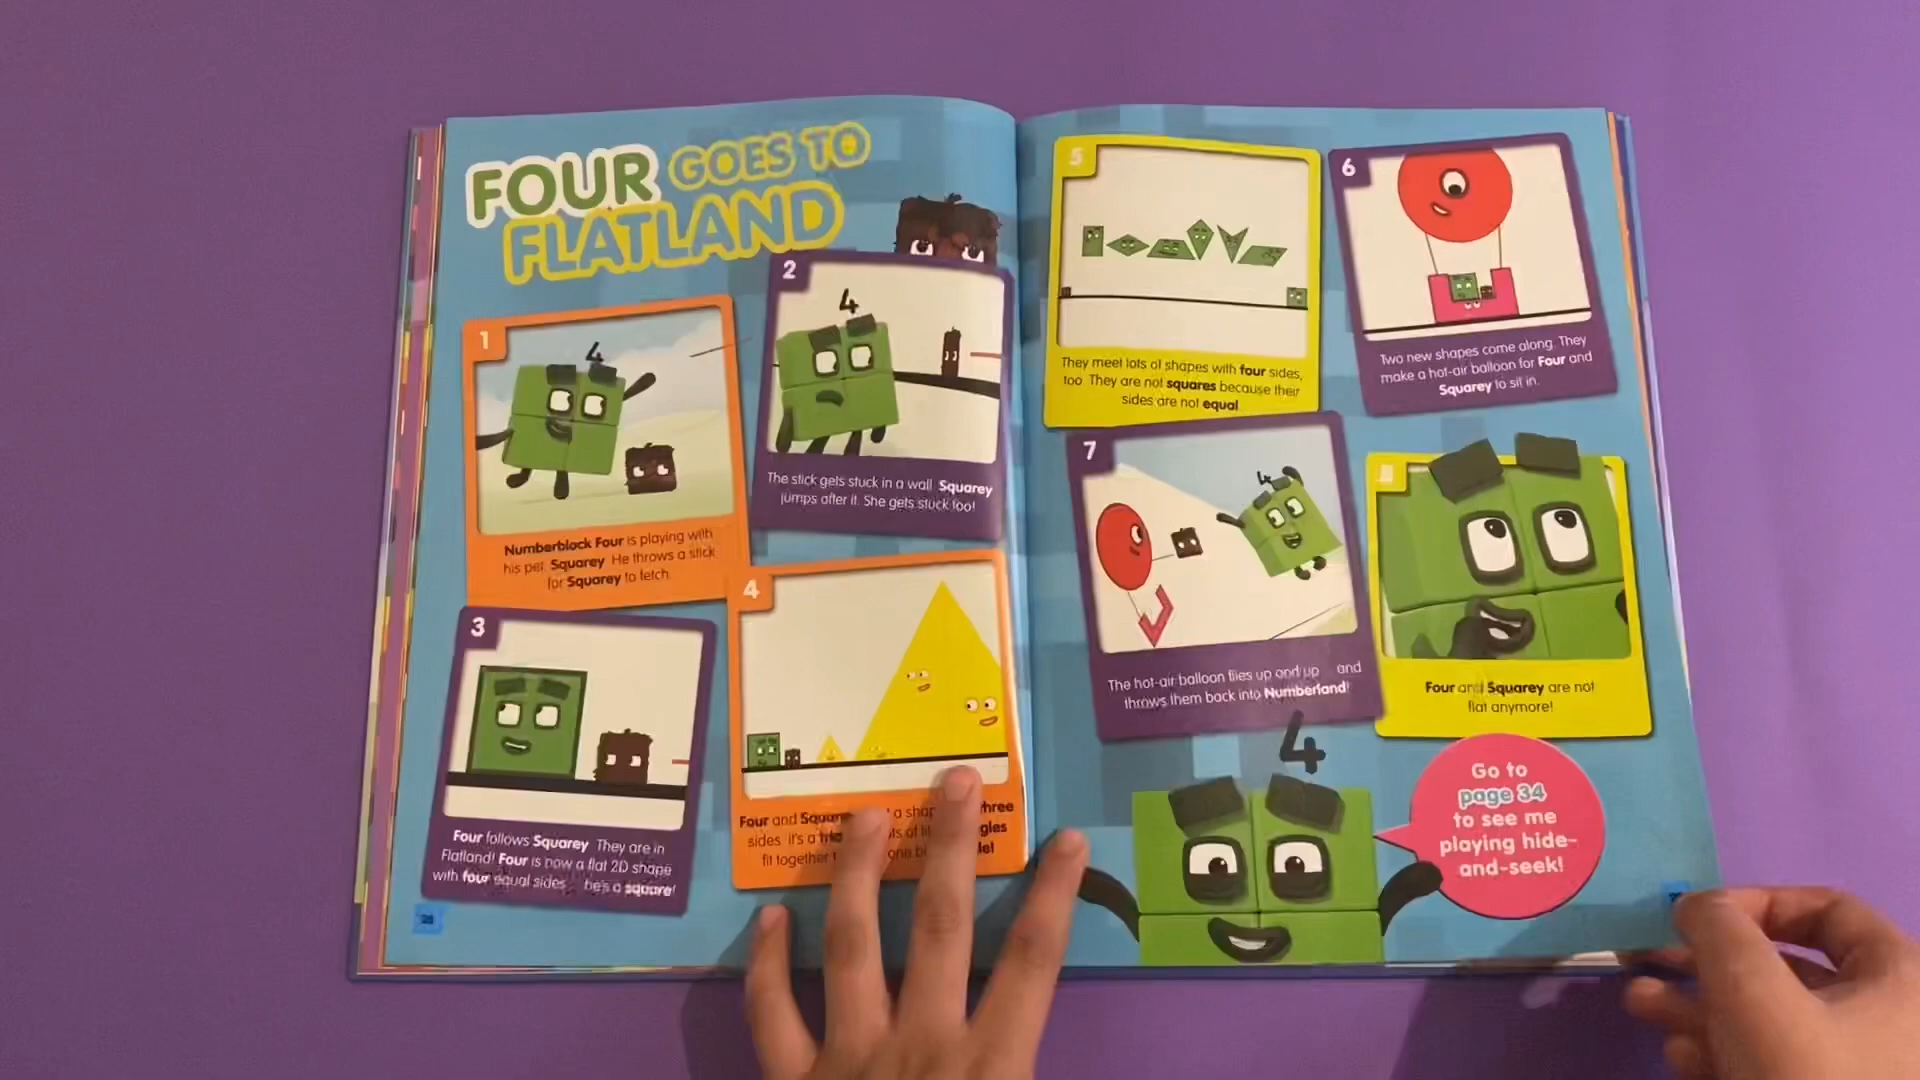 FOUR GOES TO
FLATLAND
1
4
Numberblock Four is playing with
his pet Squarey He throws a stick
for Squarey to fetch.
2
4
The stick gets stuck in a wall Squarey
jumps after it. She gets stuck too!
3
Four follows Squarey They are in
Flatland! Four is now a flat 2D shape
with four equal sides he's a square!
4
Four and a three
sides it's a of
fit together one
5
They meet lots of shapes with four sides,
too They are not squares because their
sides are not equal
6
Two new shapes come along. They
make a hot-air balloon for Four and
Squarey to sit in.
7
4
The hot-air balloon flies up and up and
throws them back into Numberland!
8
Four and Squarey are not
flat anymore!
4
Go to
page 34
to see me
playing hide-
and-seek!